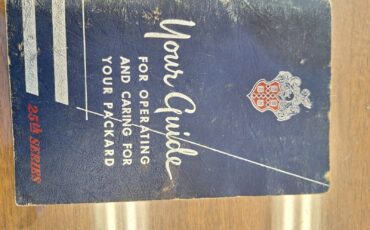 Your Guide
FOR OPERATING
AND CARING FOR
YOUR PACKARD
25th SERIES